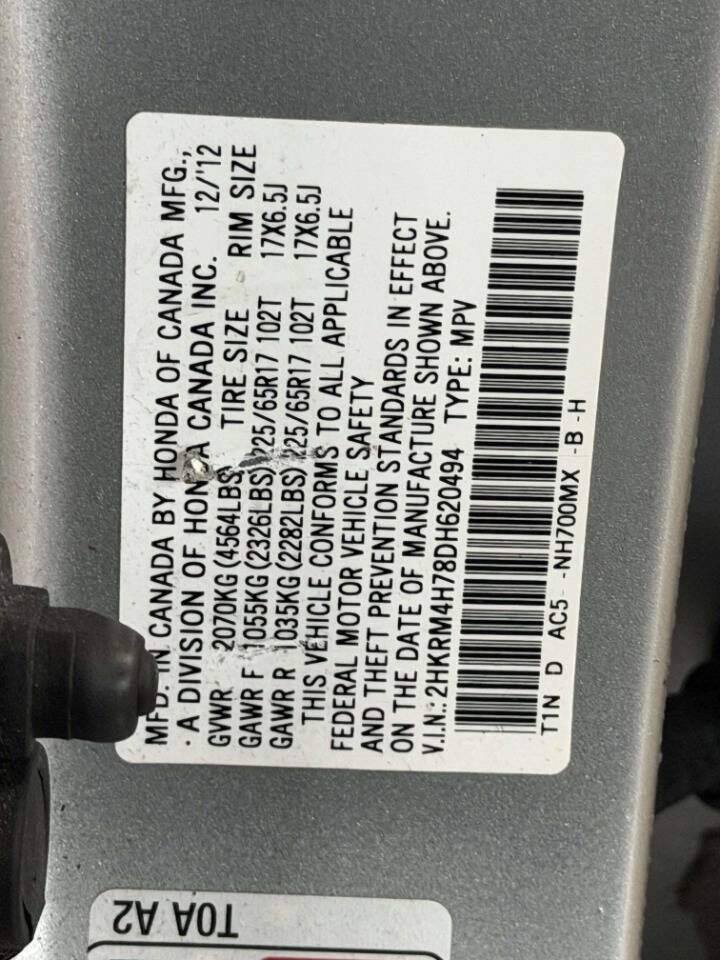 MFD. IN CANADA BY HONDA OF CANADA MFG.,
· A DIVISION OF HONDA CANADA INC. 12/'12
GVWR 2070KG(4564LBS) TIRE SIZE RIM SIZE
GAWR F 1055KG(2326LBS) 225/65R17 102T 17X6.5J
GAWR R 1035KG(2282LBS) 225/65R17 102T 17X6.5J
THIS VEHICLE CONFORMS TO ALL APPLICABLE
FEDERAL MOTOR VEHICLE SAFETY
AND THEFT PREVENTION STANDARDS IN EFFECT
ON THE DATE OF MANUFACTURE SHOWN ABOVE.
V.I.N.: 2HKRM4H78DH620494 TYPE: MPV
T1N D AC5 -NH700MX -B -H
T0A A2